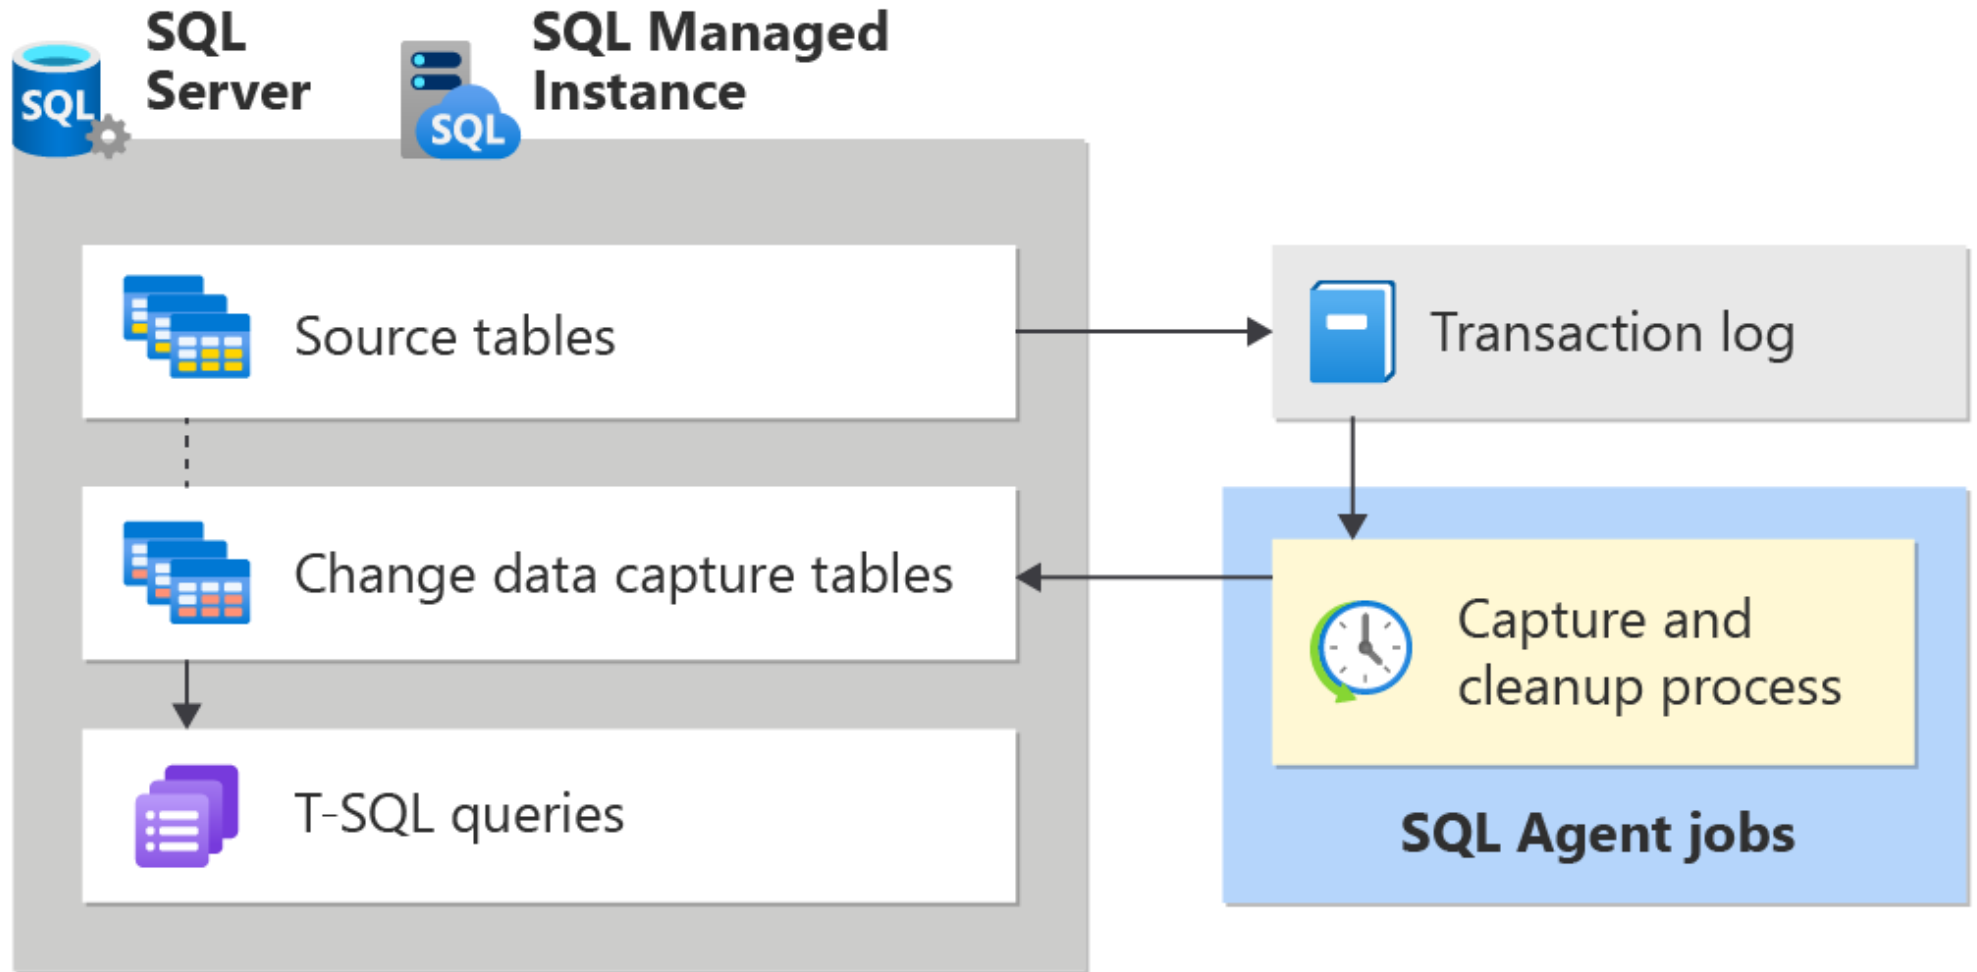 SQL
Server
SQL
SQL Managed
Instance
SQL
Source tables
Transaction log
Change data capture tables
Capture and
cleanup process
T-SQL queries
SQL Agent jobs